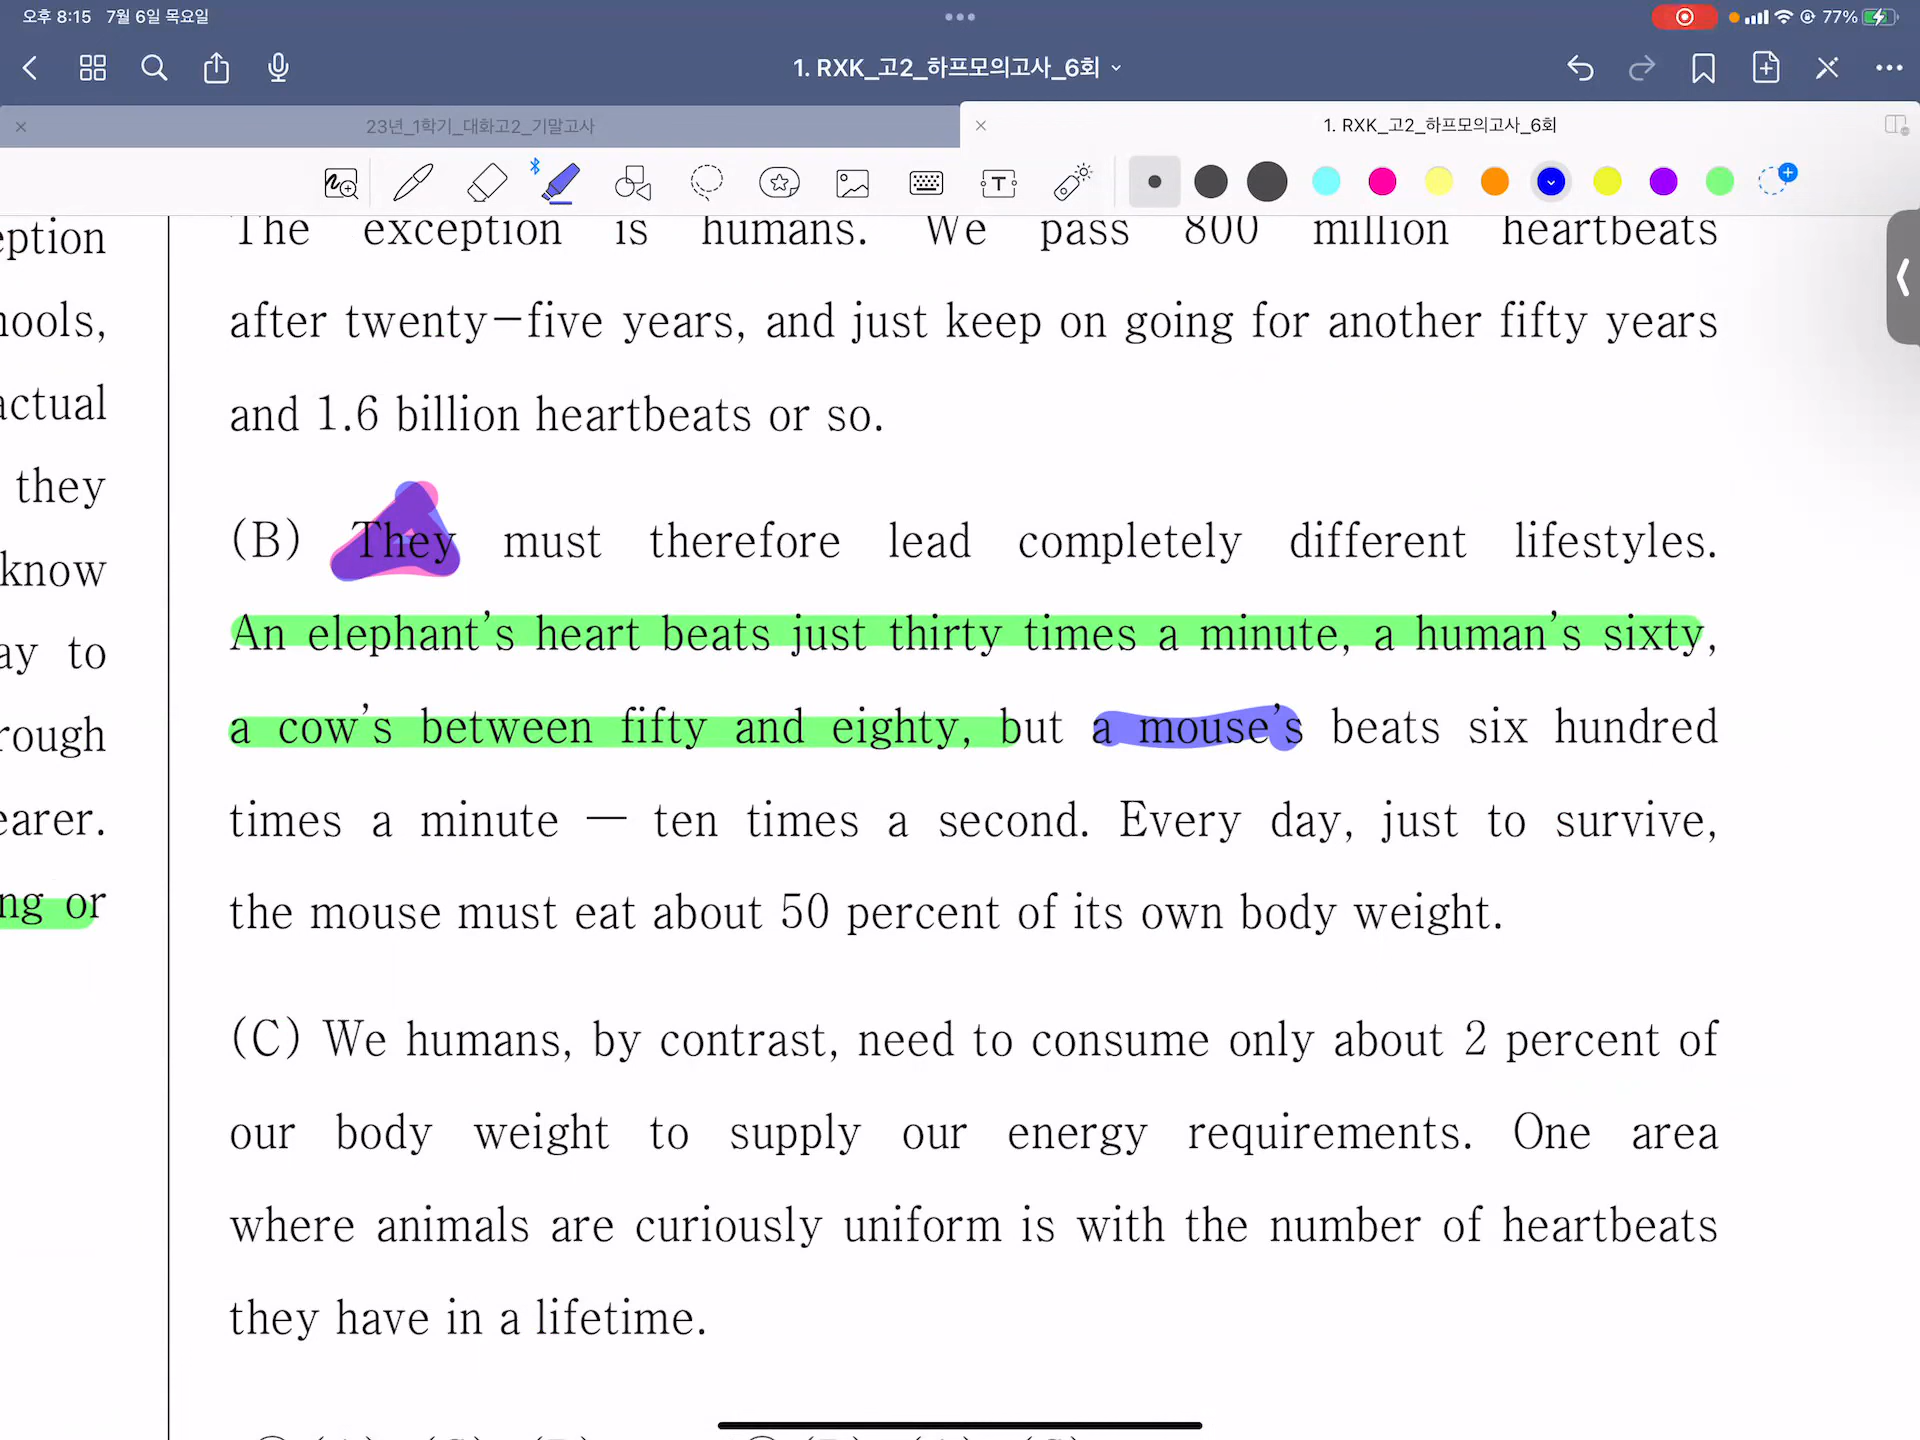 오후 8:15 7월 6일 목요일
77%
1. RXK_고2_하프모의고사_6회
23년_1학기_대화고2_기말고사
1. RXK_고2_하프모의고사_6회
eption
hools,
actual
they
know
ay to
rough
earer.
ng or
The exception is humans. We pass 800 million heartbeats
after twenty-five years, and just keep on going for another fifty years
and 1.6 billion heartbeats or so.
(B) They must therefore lead completely different lifestyles.
An elephant's heart beats just thirty times a minute, a human's sixty,
a cow's between fifty and eighty, but a mouse's beats six hundred
times a minute — ten times a second. Every day, just to survive,
the mouse must eat about 50 percent of its own body weight.
(C) We humans, by contrast, need to consume only about 2 percent of
our body weight to supply our energy requirements. One area
where animals are curiously uniform is with the number of heartbeats
they have in a lifetime.